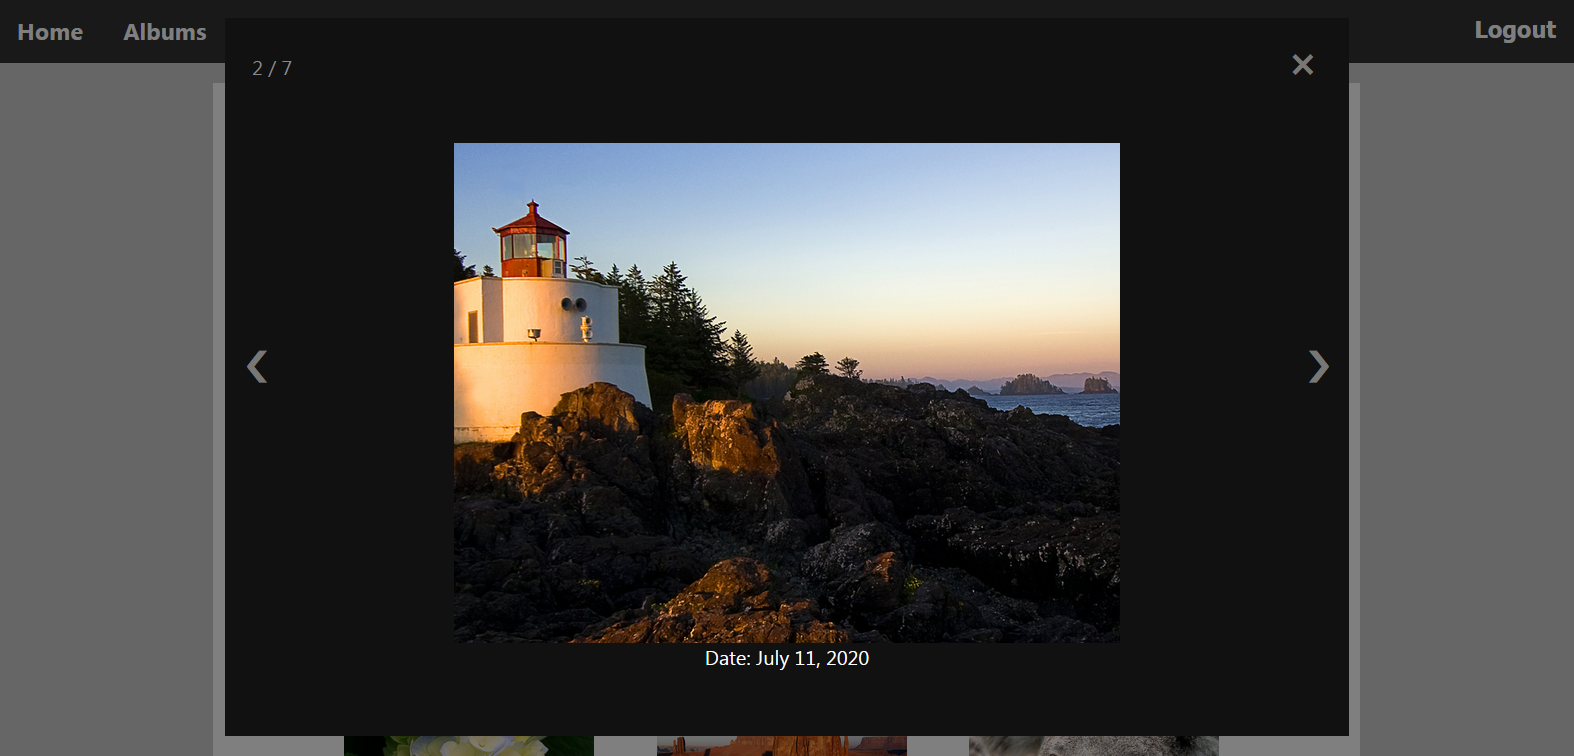 Home Albums Logout
2 / 7 ✕
❮ ❯
Date: July 11, 2020